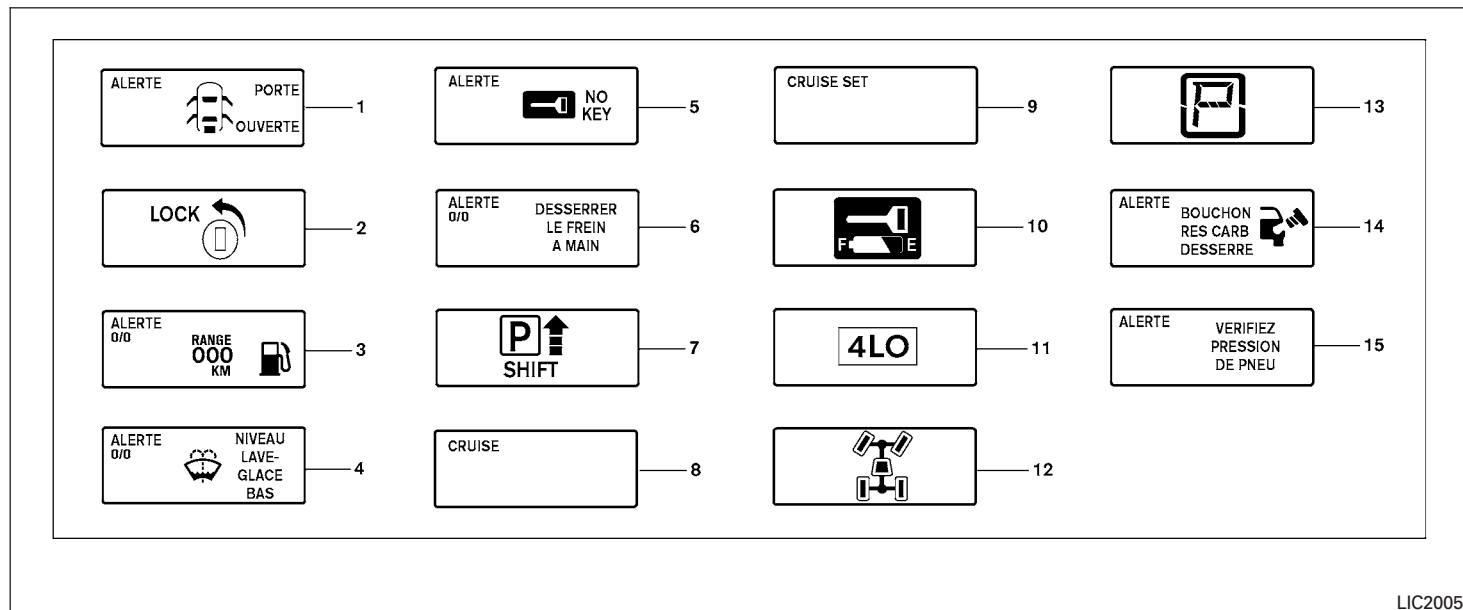 ALERTE
PORTE
OUVERTE
1
LOCK
2
ALERTE
0/0
RANGE
000
KM
3
ALERTE
0/0
NIVEAU
LAVE-
GLACE
BAS
4
ALERTE
NO
KEY
5
ALERTE
0/0
DESSERRER
LE FREIN
A MAIN
6
P
SHIFT
7
CRUISE
8
CRUISE SET
9
F E
10
4LO
11
12
P
13
ALERTE
BOUCHON
RES CARB
DESSERRE
14
ALERTE
VERIFIEZ
PRESSION
DE PNEU
15
LIC2005